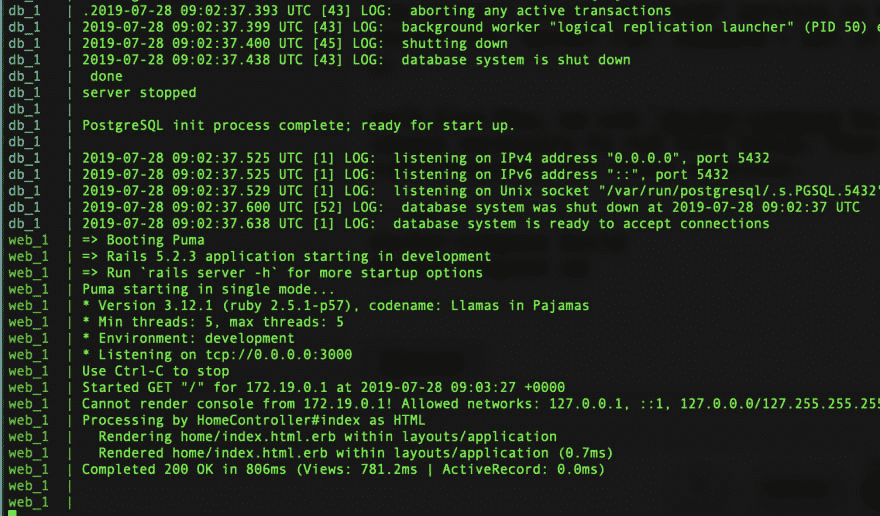 db_1   | .2019-07-28 09:02:37.393 UTC [43] LOG:  aborting any active transactions
db_1   | 2019-07-28 09:02:37.399 UTC [43] LOG:  background worker "logical replication launcher" (PID 50) e
db_1   | 2019-07-28 09:02:37.400 UTC [45] LOG:  shutting down
db_1   | 2019-07-28 09:02:37.438 UTC [43] LOG:  database system is shut down
db_1   |  done
db_1   | server stopped
db_1   |
db_1   | PostgreSQL init process complete; ready for start up.
db_1   |
db_1   | 2019-07-28 09:02:37.525 UTC [1] LOG:  listening on IPv4 address "0.0.0.0", port 5432
db_1   | 2019-07-28 09:02:37.525 UTC [1] LOG:  listening on IPv6 address "::", port 5432
db_1   | 2019-07-28 09:02:37.529 UTC [1] LOG:  listening on Unix socket "/var/run/postgresql/.s.PGSQL.5432"
db_1   | 2019-07-28 09:02:37.600 UTC [52] LOG:  database system was shut down at 2019-07-28 09:02:37 UTC
db_1   | 2019-07-28 09:02:37.638 UTC [1] LOG:  database system is ready to accept connections
web_1  | => Booting Puma
web_1  | => Rails 5.2.3 application starting in development
web_1  | => Run `rails server -h` for more startup options
web_1  | Puma starting in single mode...
web_1  | * Version 3.12.1 (ruby 2.5.1-p57), codename: Llamas in Pajamas
web_1  | * Min threads: 5, max threads: 5
web_1  | * Environment: development
web_1  | * Listening on tcp://0.0.0.0:3000
web_1  | Use Ctrl-C to stop
web_1  | Started GET "/" for 172.19.0.1 at 2019-07-28 09:03:27 +0000
web_1  | Cannot render console from 172.19.0.1! Allowed networks: 127.0.0.1, ::1, 127.0.0.0/127.255.255.255
web_1  | Processing by HomeController#index as HTML
web_1  |   Rendering home/index.html.erb within layouts/application
web_1  |   Rendered home/index.html.erb within layouts/application (0.7ms)
web_1  | Completed 200 OK in 806ms (Views: 781.2ms | ActiveRecord: 0.0ms)
web_1  |
web_1  |